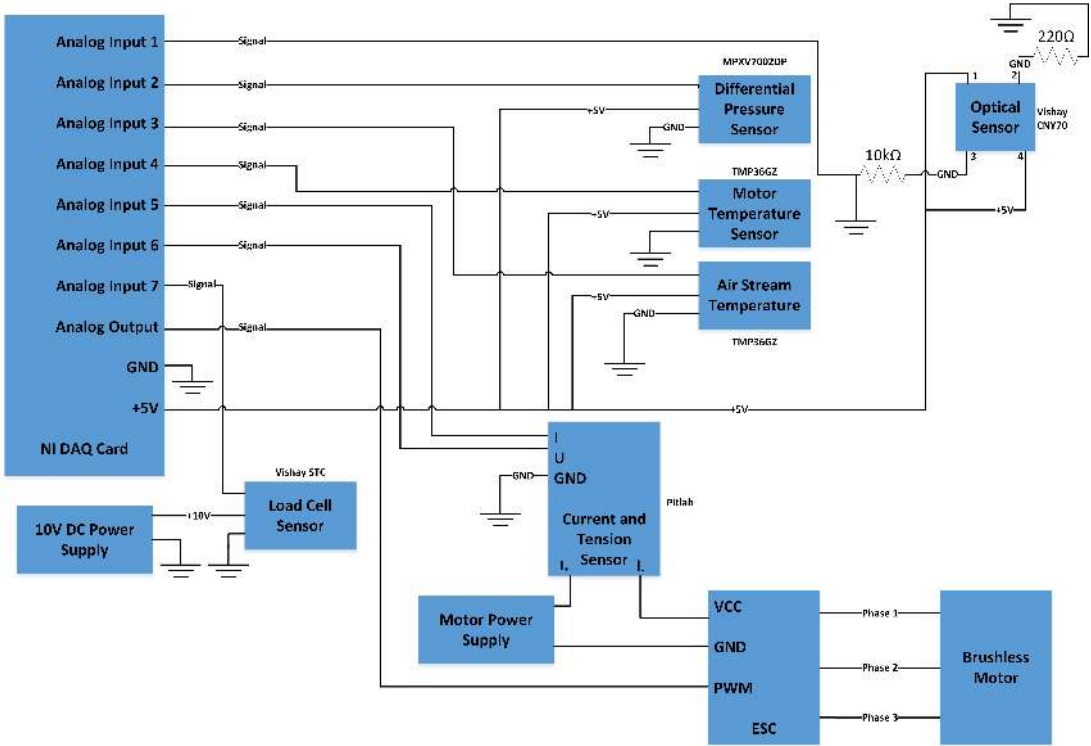 Analog Input 1
Analog Input 2
Analog Input 3
Analog Input 4
Analog Input 5
Analog Input 6
Analog Input 7
Analog Output
GND
+5V
NI DAQ Card
Signal
Signal
Signal
Signal
Signal
Signal
Signal
Signal
MPXV7002DP
Differential
Pressure
Sensor
+5V
GND
TMP36GZ
Motor
Temperature
Sensor
+5V
GND
Air Stream
Temperature
+5V
GND
TMP36GZ
220Ω
GND
1
2
Optical
Sensor
3
4
Vishay
CNY70
10kΩ
GND
+5V
+5V
I
U
GND
Current and
Tension
Sensor
I+
I-
GND
Pitlab
Vishay STC
Load Cell
Sensor
+10V
10V DC Power
Supply
Motor Power
Supply
VCC
GND
PWM
ESC
Phase 1
Phase 2
Phase 3
Brushless
Motor